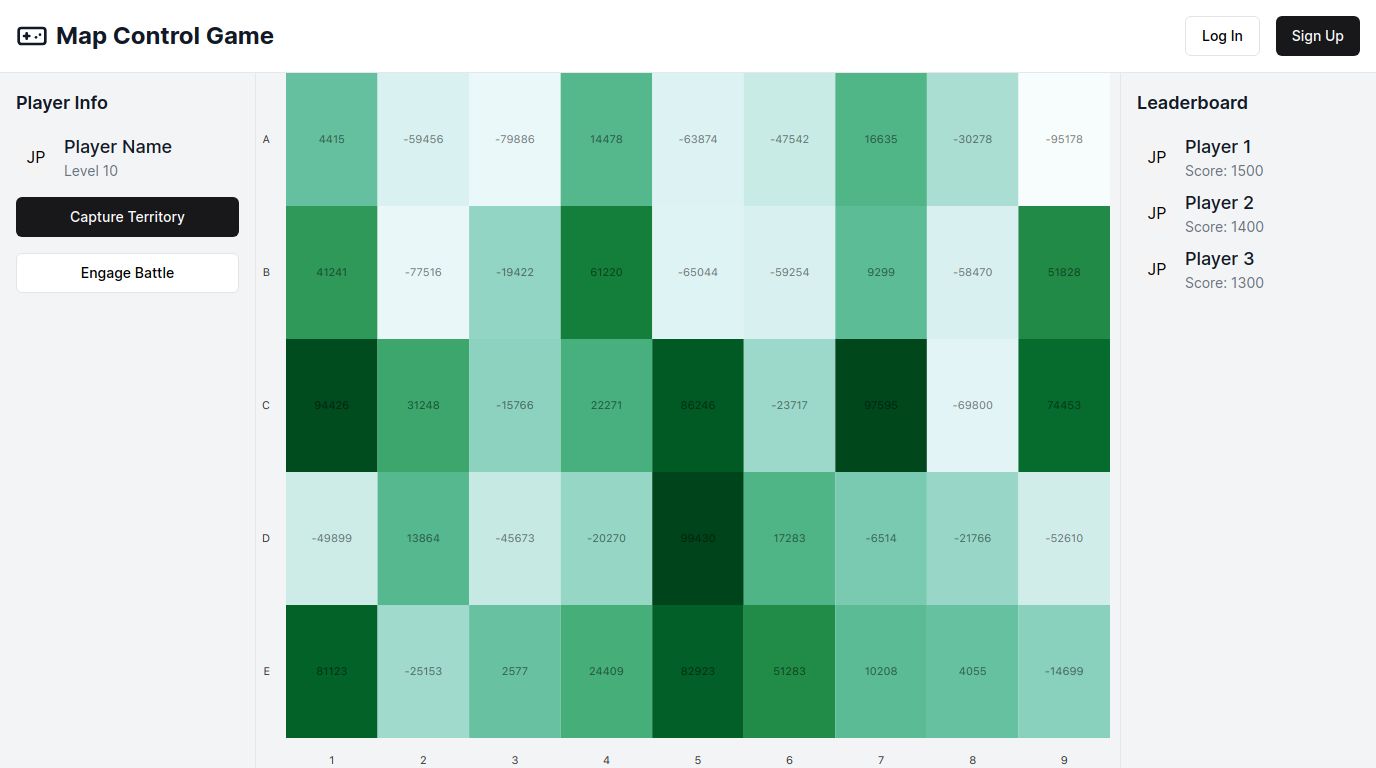 Map Control Game
Log In
Sign Up
Player Info
JP
Player Name
Level 10
Capture Territory
Engage Battle
A 4415 -59456 -79886 14478 -63874 -47542 16635 -30278 -95178
B 41241 -77516 -19422 61220 -65044 -59254 9299 -58470 51828
C 94426 31248 -15766 22271 86246 -23717 97595 -69800 74453
D -49899 13864 -45673 -20270 99430 17283 -6514 -21766 -52610
E 81123 -25153 2577 24409 82923 51283 10208 4055 -14699
1 2 3 4 5 6 7 8 9
Leaderboard
JP
Player 1
Score: 1500
JP
Player 2
Score: 1400
JP
Player 3
Score: 1300